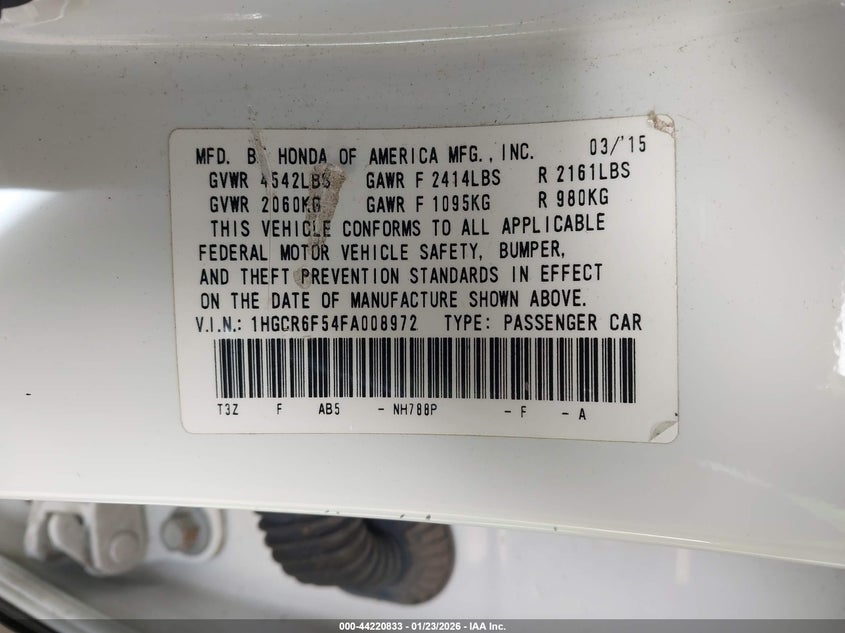 MFD. B HONDA OF AMERICA MFG., INC. 03/'15
GVWR 4542LBS GAWR F 2414LBS R 2161LBS
GVWR 2060KG GAWR F 1095KG R 980KG
THIS VEHICLE CONFORMS TO ALL APPLICABLE
FEDERAL MOTOR VEHICLE SAFETY, BUMPER,
AND THEFT PREVENTION STANDARDS IN EFFECT
ON THE DATE OF MANUFACTURE SHOWN ABOVE.
V.I.N.: 1HGCR6F54FA008972 TYPE: PASSENGER CAR
T3Z F AB5 - NH788P - F - A
000-44220833 - 01/23/2026 - IAA Inc.